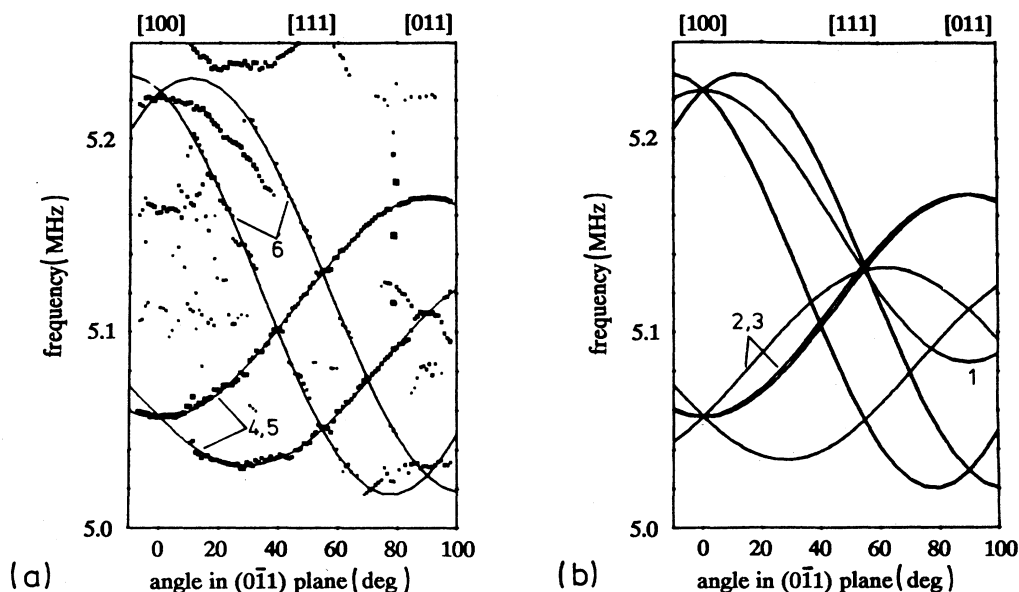 [100] [111] [011]
5.2
5.1
5.0
frequency(MHz)
6
4,5
0 20 40 60 80 100
(a) angle in (01̄1) plane(deg)
[100] [111] [011]
5.2
5.1
5.0
frequency(MHz)
2,3
1
0 20 40 60 80 100
(b) angle in (01̄1) plane(deg)